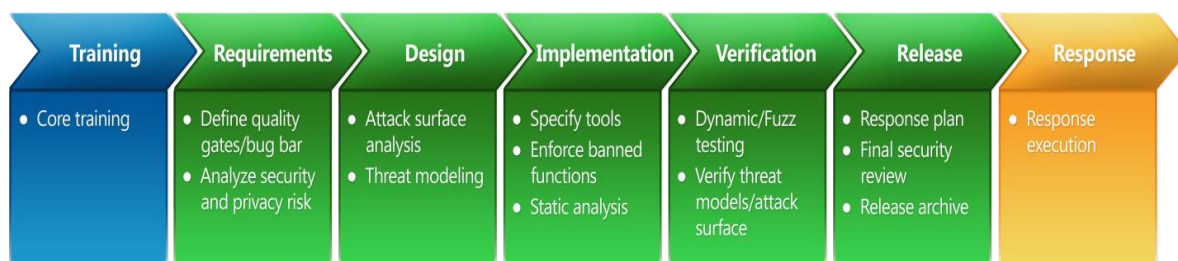 Training
Requirements
Design
Implementation
Verification
Release
Response
• Core training
• Define quality
gates/bug bar
• Analyze security
and privacy risk
• Attack surface
analysis
• Threat modeling
• Specify tools
• Enforce banned
functions
• Static analysis
• Dynamic/Fuzz
testing
• Verify threat
models/attack
surface
• Response plan
• Final security
review
• Release archive
• Response
execution